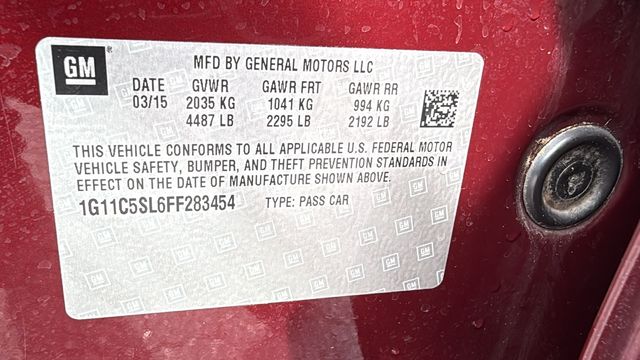 GM MFD BY GENERAL MOTORS LLC
DATE GVWR GAWR FRT GAWR RR
03/15 2035 KG 1041 KG 994 KG
4487 LB 2295 LB 2192 LB
THIS VEHICLE CONFORMS TO ALL APPLICABLE U.S. FEDERAL MOTOR
VEHICLE SAFETY, BUMPER, AND THEFT PREVENTION STANDARDS IN
EFFECT ON THE DATE OF MANUFACTURE SHOWN ABOVE.
1G11C5SL6FF283454 TYPE: PASS CAR